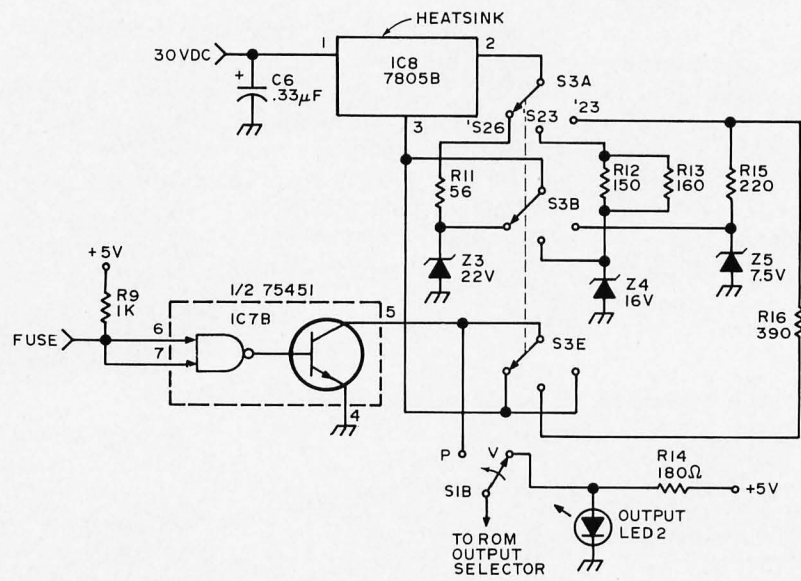 HEATSINK
30VDC
1
IC8
7805B
2
+
C6
.33µF
3
S3A
'S26
'S23
'23
R11
56
R12
150
R13
160
R15
220
S3B
Z3
22V
Z4
16V
Z5
7.5V
+5V
R9
1K
1/2 75451
IC7B
5
R16
390
FUSE
6
7
4
S3E
P
V
S1B
R14
180Ω
+5V
TO ROM
OUTPUT
SELECTOR
OUTPUT
LED2